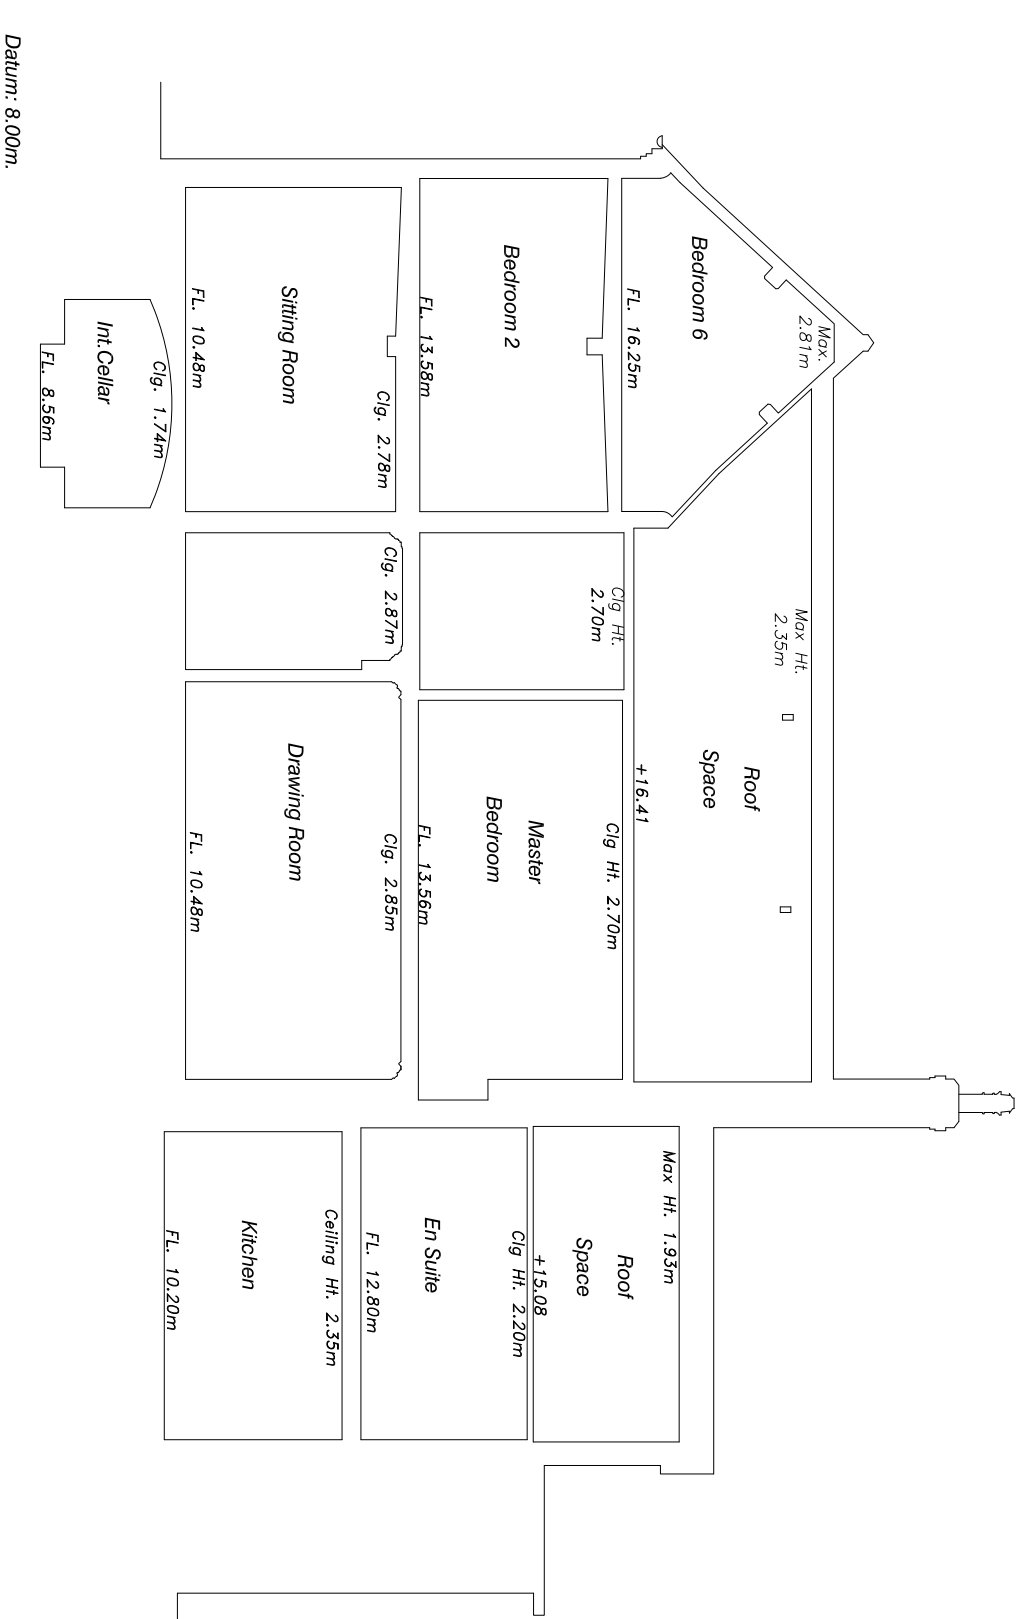 Max.
2.81m
Bedroom 6
FL. 16.25m
Max Ht.
2.35m
Roof
Space
+16.41
Bedroom 2
FL. 13.58m
Clg Ht.
2.70m
Clg Ht. 2.70m
Master
Bedroom
FL. 13.56m
Max Ht. 1.93m
Roof
Space
+15.08
Clg. 2.78m
Sitting Room
FL. 10.48m
Clg. 2.87m
Clg. 2.85m
Drawing Room
FL. 10.48m
Clg Ht. 2.20m
En Suite
FL. 12.80m
Ceiling Ht. 2.35m
Kitchen
FL. 10.20m
Clg. 1.74m
Int.Cellar
FL. 8.56m
Datum: 8.00m.